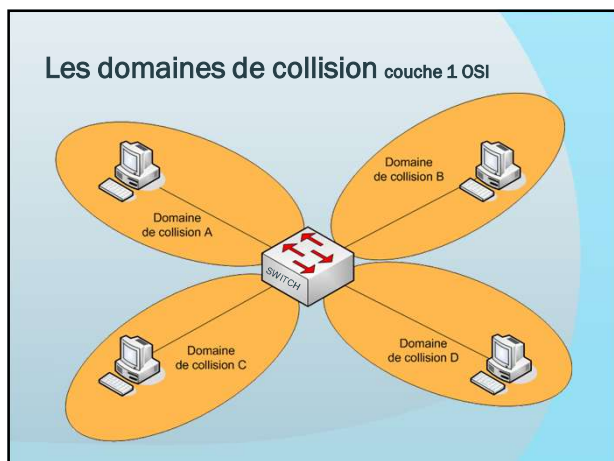 Les domaines de collision couche 1 OSI
Domaine
de collision A
Domaine
de collision B
SWITCH
Domaine
de collision C
Domaine
de collision D